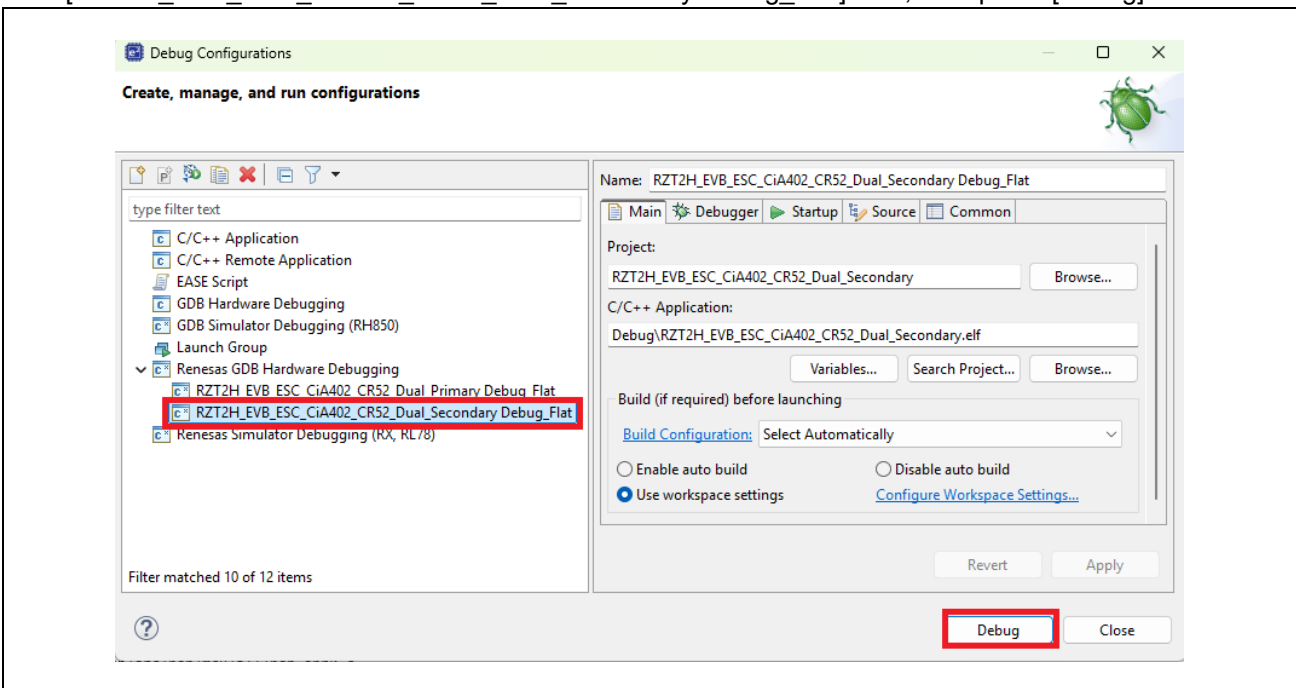 Debug Configurations
Create, manage, and run configurations
type filter text
C/C++ Application
C/C++ Remote Application
EASE Script
GDB Hardware Debugging
GDB Simulator Debugging (RH850)
Launch Group
Renesas GDB Hardware Debugging
RZT2H_EVB_ESC_CiA402_CR52_Dual_Primary Debug_Flat
RZT2H_EVB_ESC_CiA402_CR52_Dual_Secondary Debug_Flat
Renesas Simulator Debugging (RX, RL78)
Filter matched 10 of 12 items
Name: RZT2H_EVB_ESC_CiA402_CR52_Dual_Secondary Debug_Flat
Main Debugger Startup Source Common
Project:
RZT2H_EVB_ESC_CiA402_CR52_Dual_Secondary Browse...
C/C++ Application:
Debug\RZT2H_EVB_ESC_CiA402_CR52_Dual_Secondary.elf
Variables... Search Project... Browse...
Build (if required) before launching
Build Configuration: Select Automatically
Enable auto build Disable auto build
Use workspace settings Configure Workspace Settings...
Revert Apply
Debug Close